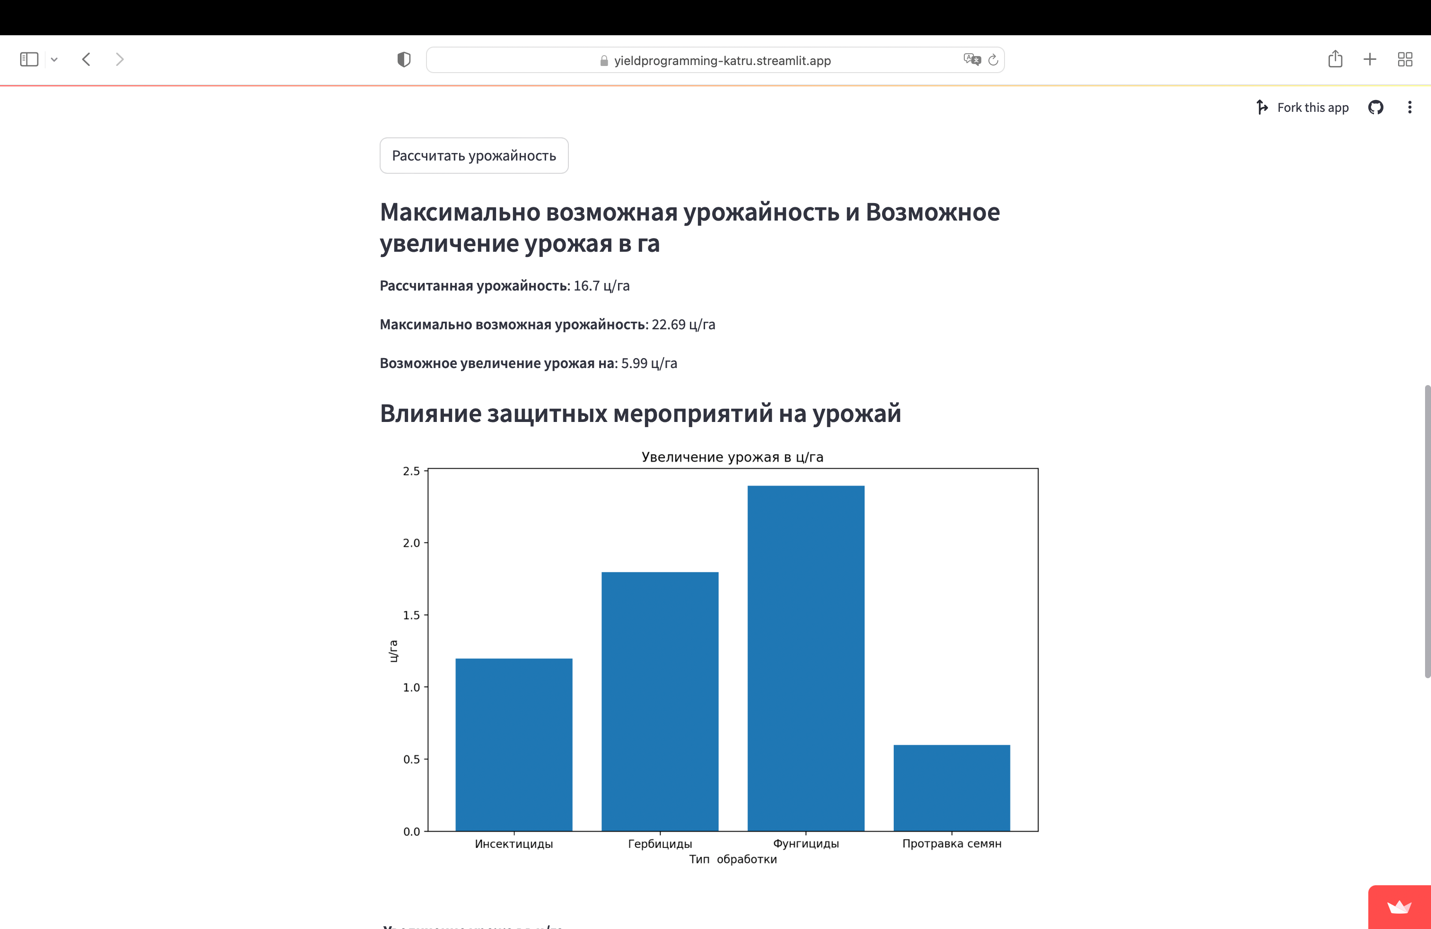 yieldprogramming-katru.streamlit.app
Fork this app
Рассчитать урожайность
Максимально возможная урожайность и Возможное
увеличение урожая в га
Рассчитанная урожайность: 16.7 ц/га
Максимально возможная урожайность: 22.69 ц/га
Возможное увеличение урожая на: 5.99 ц/га
Влияние защитных мероприятий на урожай
Увеличение урожая в ц/га
2.5
2.0
1.5
1.0
0.5
0.0
ц/га
Инсектициды Гербициды Фунгициды Протравка семян
Тип обработки